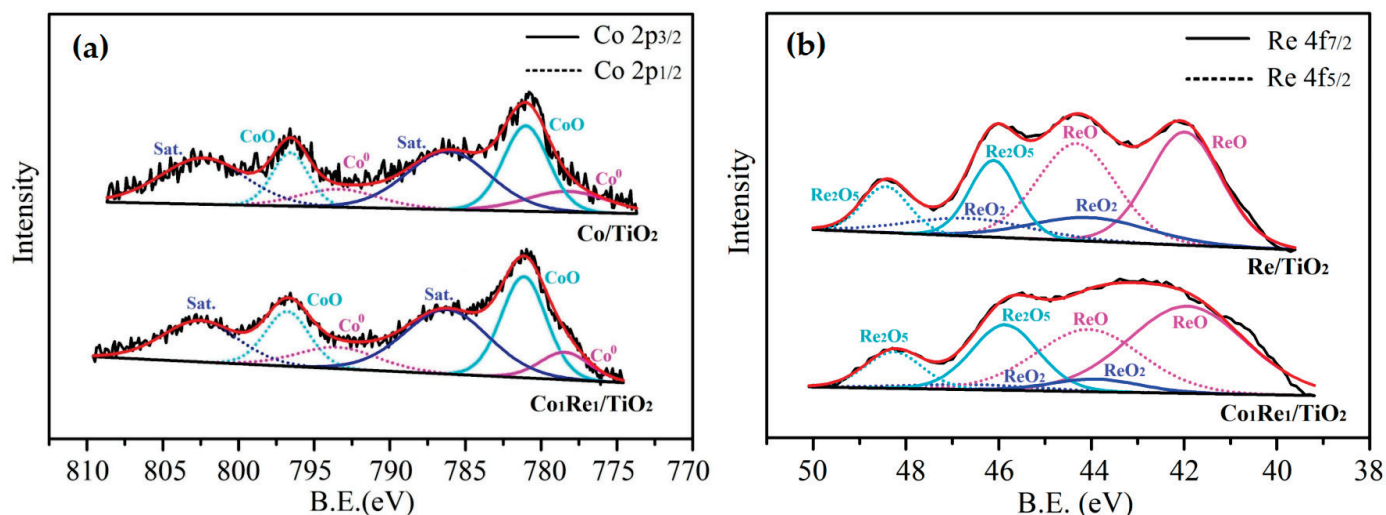 (a)
Co 2p3/2
Co 2p1/2
Sat.
CoO
Co⁰
Sat.
CoO
Co⁰
Co/TiO2
Sat.
CoO
Co⁰
Sat.
CoO
Co⁰
Co1Re1/TiO2
Intensity
810 805 800 795 790 785 780 775 770
B.E.(eV)
(b)
Re 4f7/2
Re 4f5/2
Re2O5
ReO2
Re2O5
ReO
ReO2
ReO
Re/TiO2
Re2O5
Re2O5
ReO2
ReO
ReO2
ReO
Co1Re1/TiO2
Intensity
50 48 46 44 42 40 38
B.E. (eV)